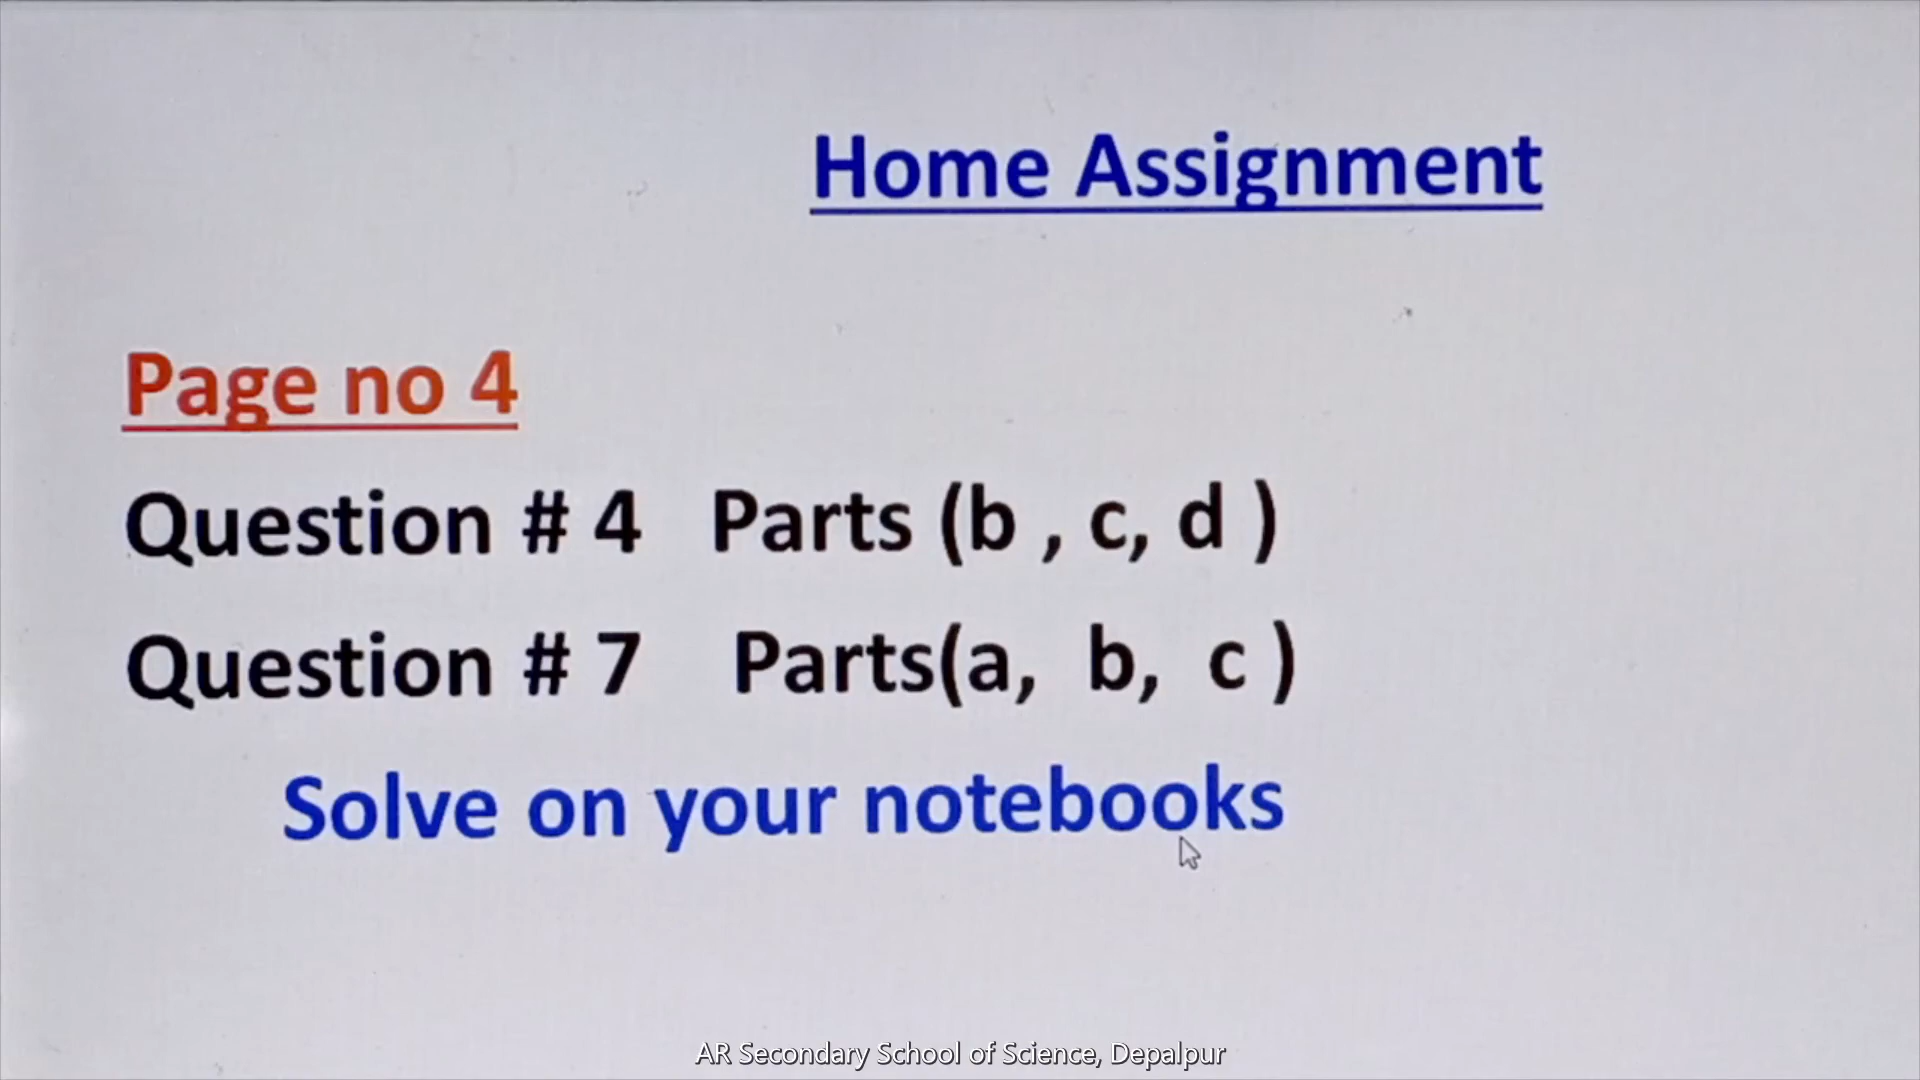 Home Assignment
Page no 4
Question # 4 Parts (b , c, d )
Question # 7 Parts(a, b, c )
Solve on your notebooks
AR Secondary School of Science, Depalpur